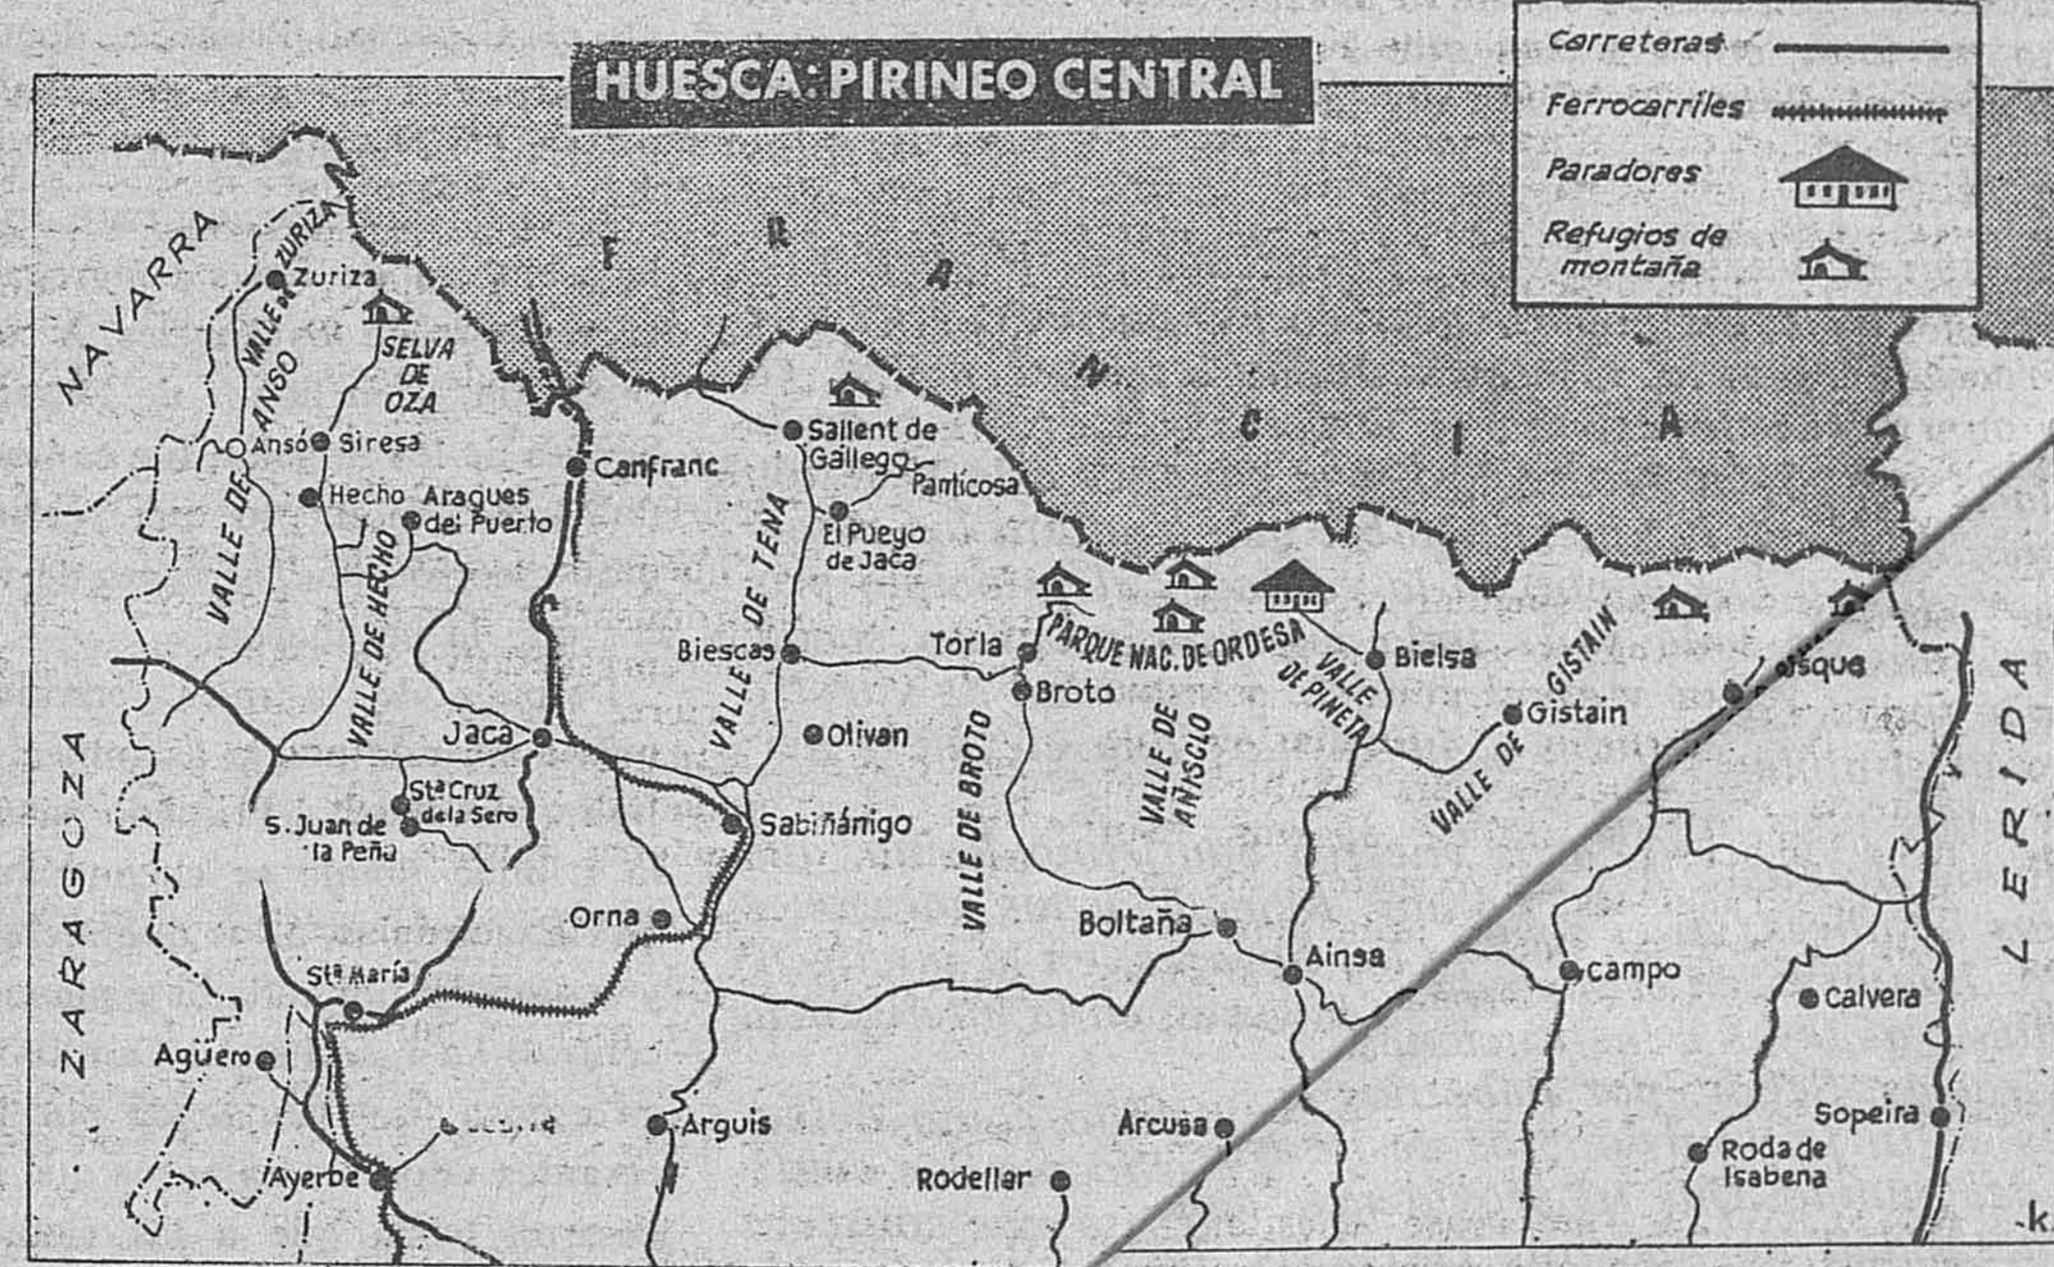 HUESCA: PIRINEO CENTRAL
Carreteras
Ferrocarriles
Paradores
Refugios de
montaña
FRANCIA
NAVARRA
ZARAGOZA
LERIDA
VALLE DE
ZURIZA
Zuriza
SELVA
DE
OZA
VALLE DE
ANSO
Ansó
Siresa
Hecho
Aragues
del Puerto
VALLE DE HECHO
Canfranc
Sallent de
Gallego
Panticosa
El Pueyo
de Jaca
VALLE DE TENA
Biescas
Torla
Broto
PARQUE NAC. DE ORDESA
VALLE
DE PINETA
Bielsa
VALLE DE GISTAIN
Gistain
Jaca
Olivan
VALLE DE BROTO
VALLE DE
AÑISCLO
Stª Cruz
de la Sero
S. Juan de
la Peña
Sabiñánigo
Orna
Boltaña
Ainsa
Campo
Calvera
Stª María
Agüero
Ayerbe
Arguis
Arcusa
Rodellar
Roda de
Isabena
Sopeira